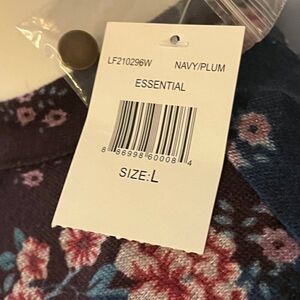 LF210296W NAVY/PLUM
ESSENTIAL
8 86998 60008 4
SIZE:L